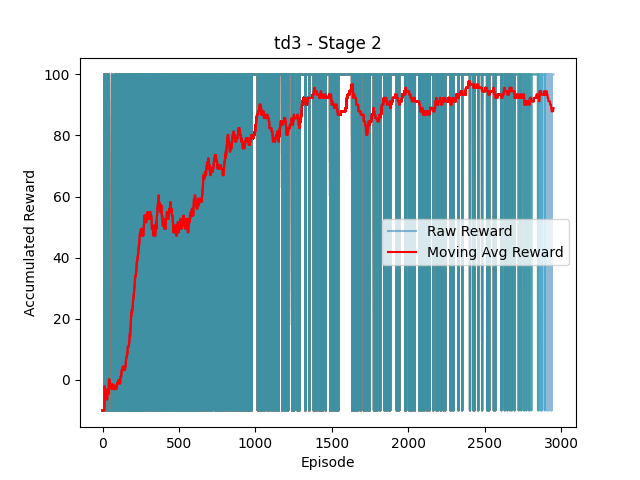 td3 - Stage 2
100
80
60
40
20
0
Accumulated Reward
Raw Reward
Moving Avg Reward
0 500 1000 1500 2000 2500 3000
Episode